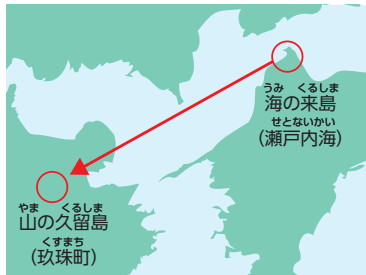 うみ くるしま
海の来島
せとないかい
(瀬戸内海)
やま くるしま
山の久留島
くすまち
(玖珠町)